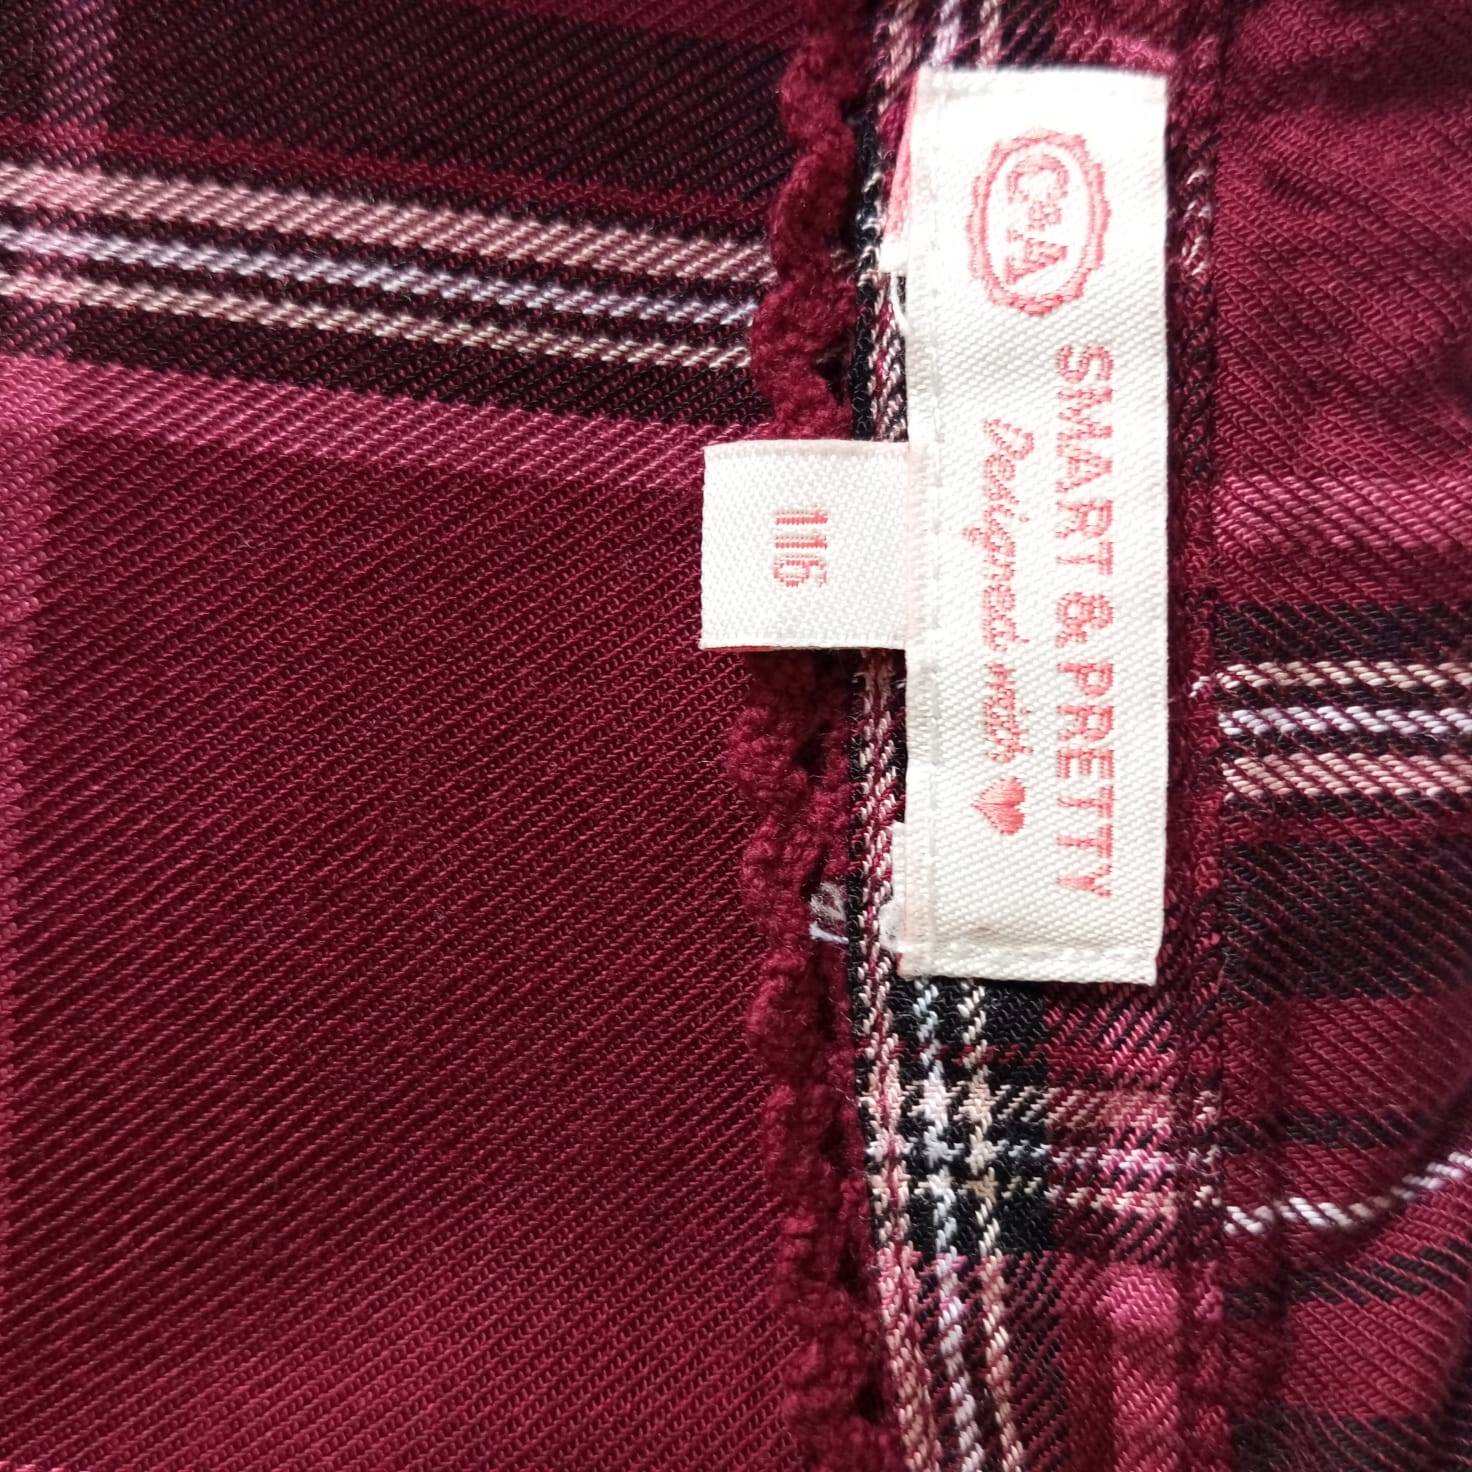 C&A
SMART & PRETTY
Designed with ♥
116